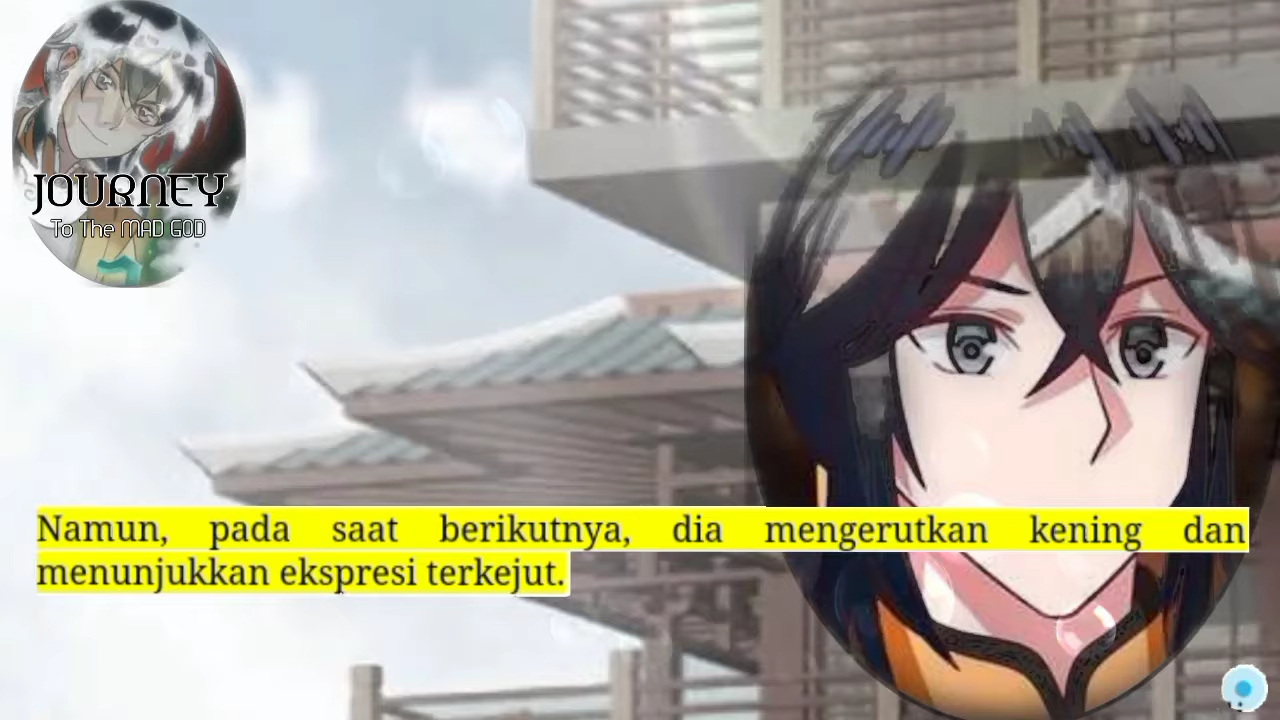 JOURNEY
To The MAD GOD
Namun, pada saat berikutnya, dia mengerutkan kening dan
menunjukkan ekspresi terkejut.